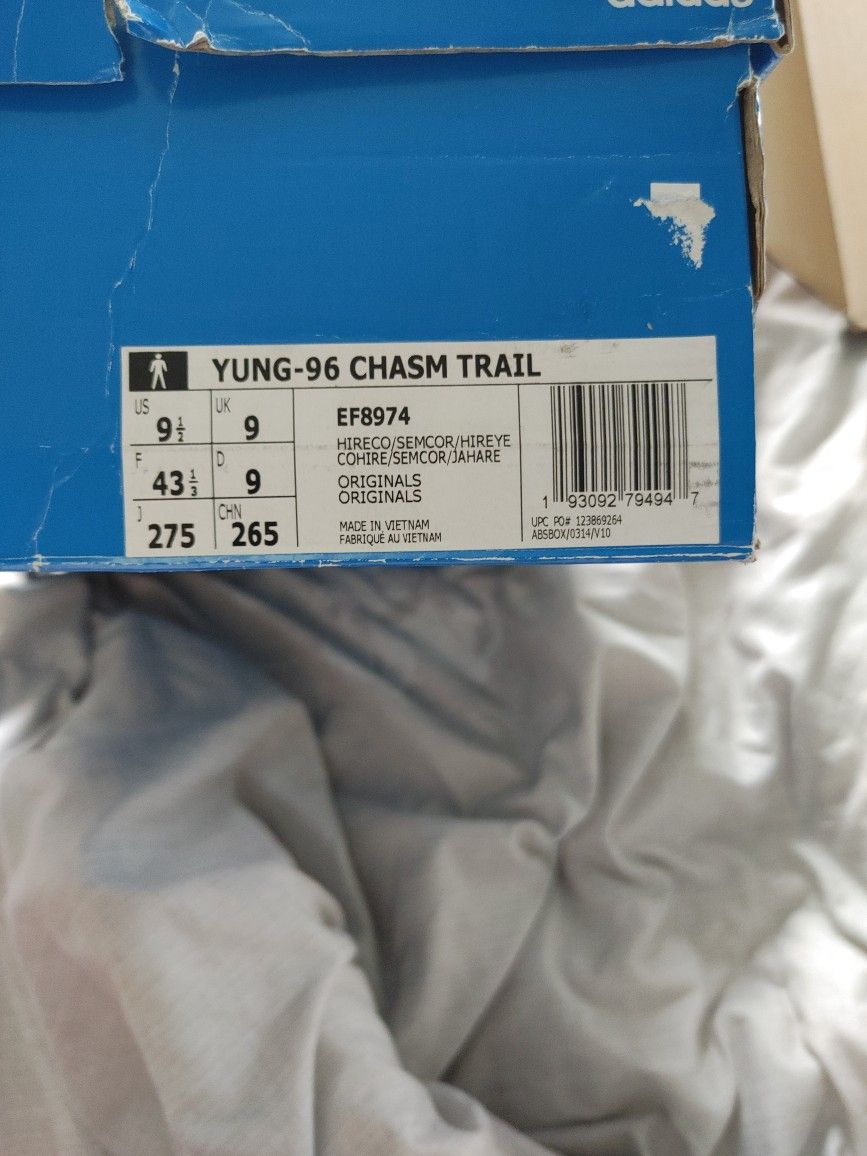 adidas
YUNG-96 CHASM TRAIL
US 9½
UK 9
F 43⅓
D 9
J 275
CHN 265
EF8974
HIRECO/SEMCOR/HIREYE
COHIRE/SEMCOR/JAHARE
ORIGINALS
ORIGINALS
MADE IN VIETNAM
FABRIQUÉ AU VIETNAM
1 93092 79494 7
UPC PO# 123869264
ABSBOX/0314/V10